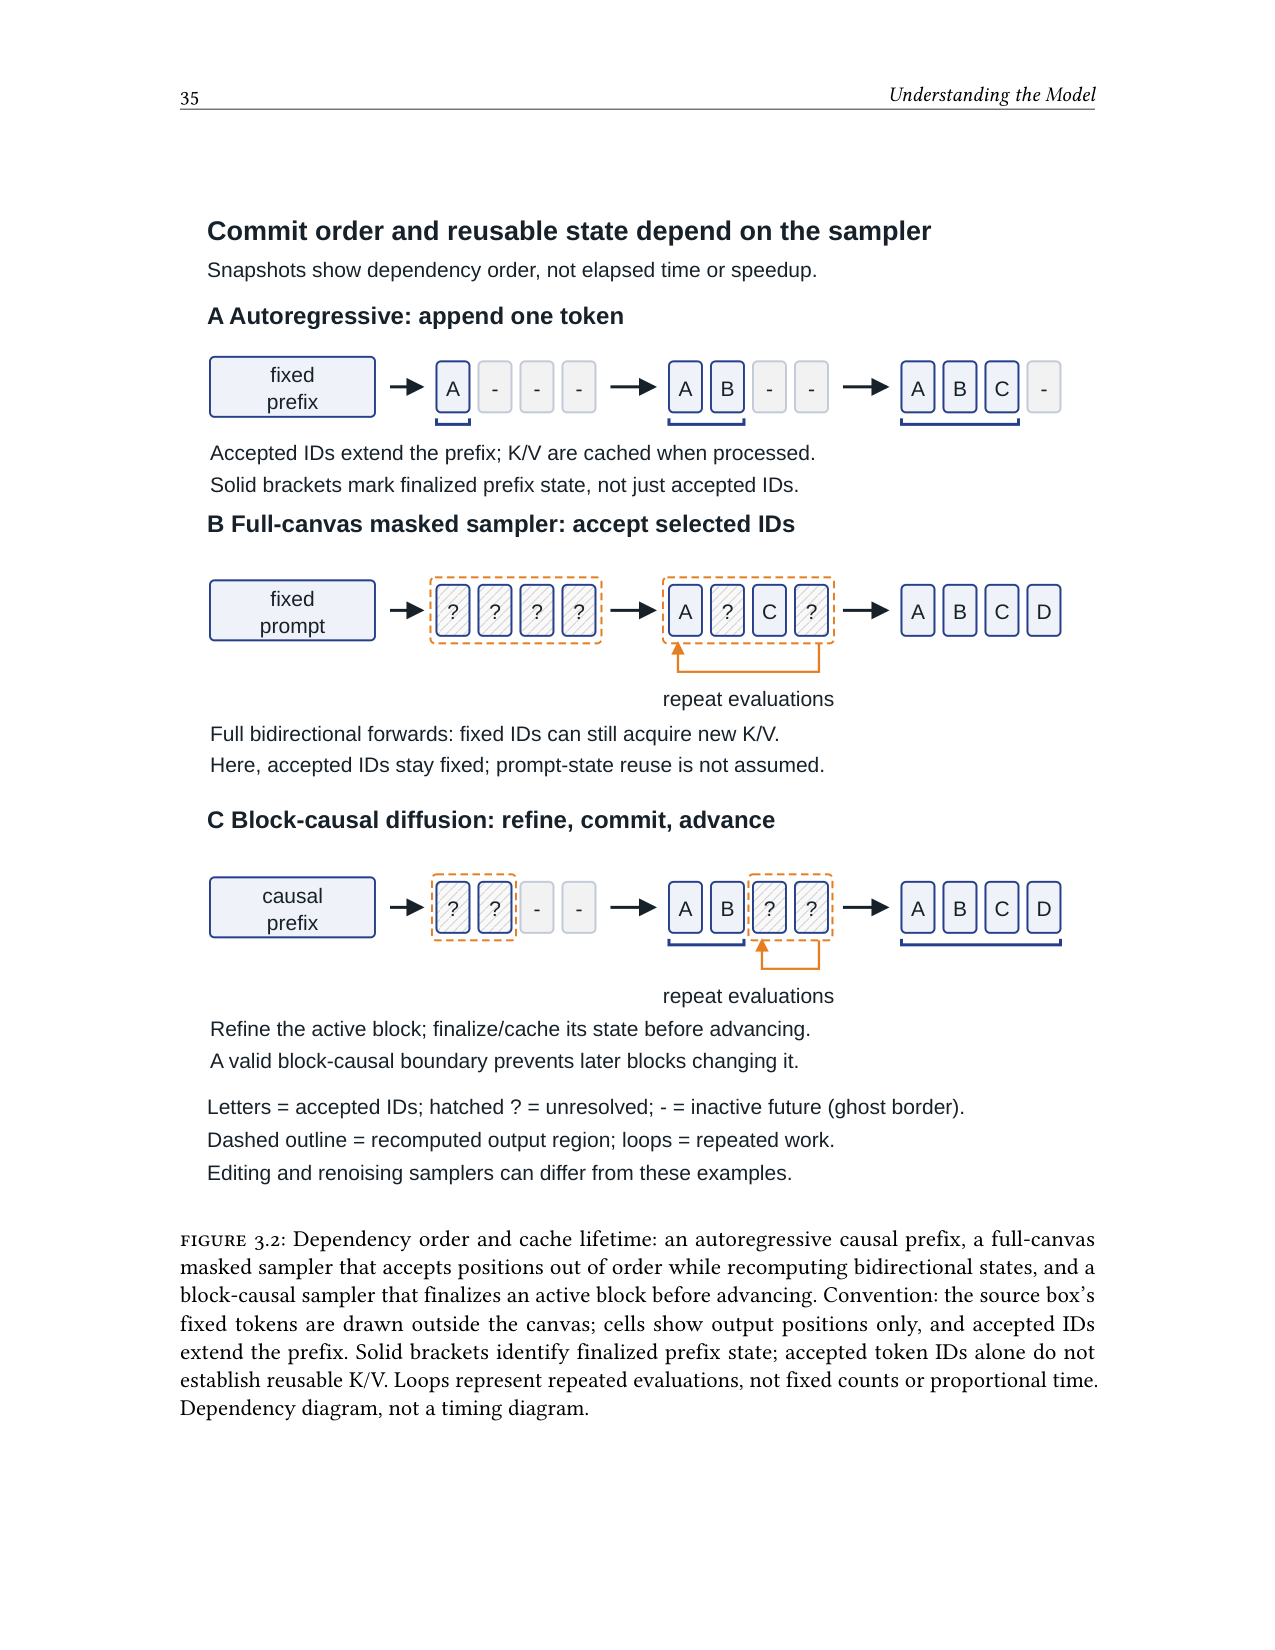 35 Understanding the Model
Commit order and reusable state depend on the sampler
Snapshots show dependency order, not elapsed time or speedup.
A Autoregressive: append one token
fixed
prefix
A - - - A B - - A B C -
Accepted IDs extend the prefix; K/V are cached when processed.
Solid brackets mark finalized prefix state, not just accepted IDs.
B Full-canvas masked sampler: accept selected IDs
fixed
prompt
? ? ? ? A ? C ? A B C D
repeat evaluations
Full bidirectional forwards: fixed IDs can still acquire new K/V.
Here, accepted IDs stay fixed; prompt-state reuse is not assumed.
C Block-causal diffusion: refine, commit, advance
causal
prefix
? ? - - A B ? ? A B C D
repeat evaluations
Refine the active block; finalize/cache its state before advancing.
A valid block-causal boundary prevents later blocks changing it.
Letters = accepted IDs; hatched ? = unresolved; - = inactive future (ghost border).
Dashed outline = recomputed output region; loops = repeated work.
Editing and renoising samplers can differ from these examples.
FIGURE 3.2: Dependency order and cache lifetime: an autoregressive causal prefix, a full-canvas
masked sampler that accepts positions out of order while recomputing bidirectional states, and a
block-causal sampler that finalizes an active block before advancing. Convention: the source box's
fixed tokens are drawn outside the canvas; cells show output positions only, and accepted IDs
extend the prefix. Solid brackets identify finalized prefix state; accepted token IDs alone do not
establish reusable K/V. Loops represent repeated evaluations, not fixed counts or proportional time.
Dependency diagram, not a timing diagram.